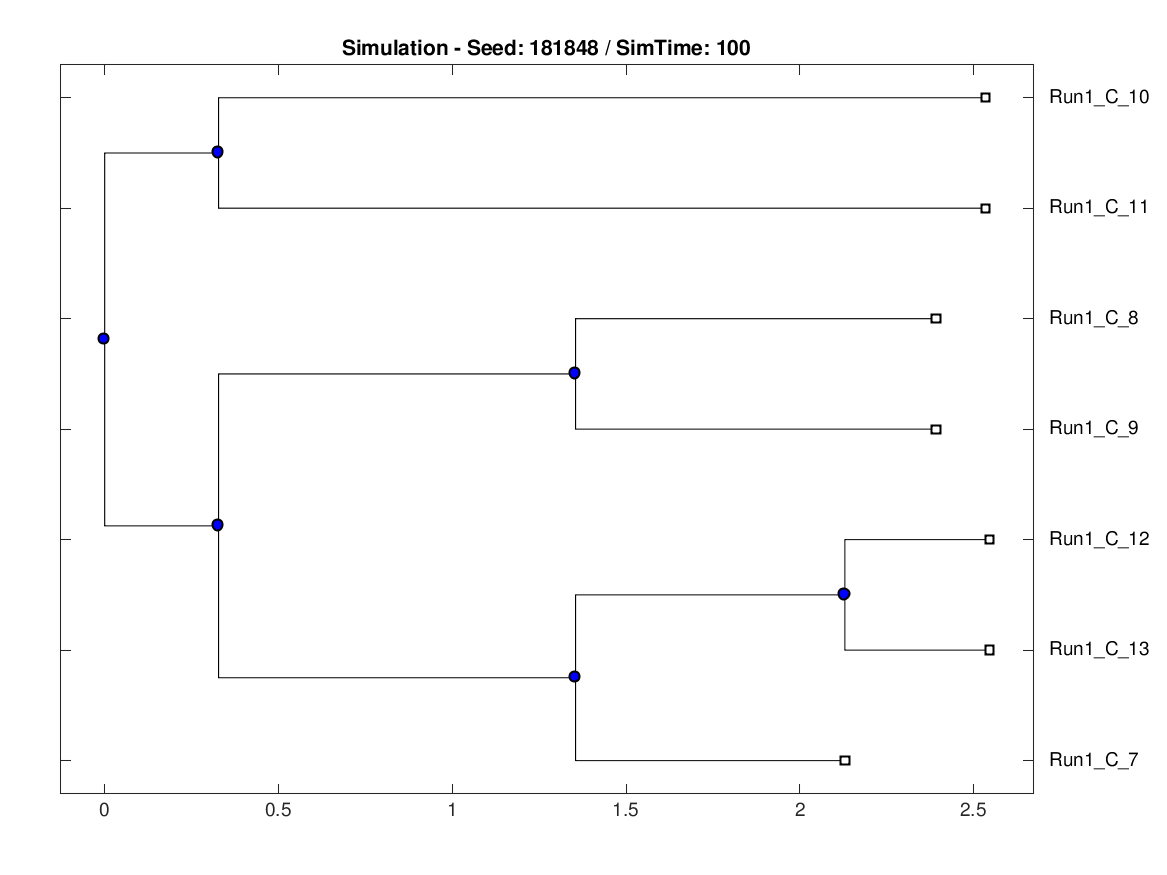 Simulation - Seed: 181848 / SimTime: 100
Run1_C_10
Run1_C_11
Run1_C_8
Run1_C_9
Run1_C_12
Run1_C_13
Run1_C_7
0 0.5 1 1.5 2 2.5